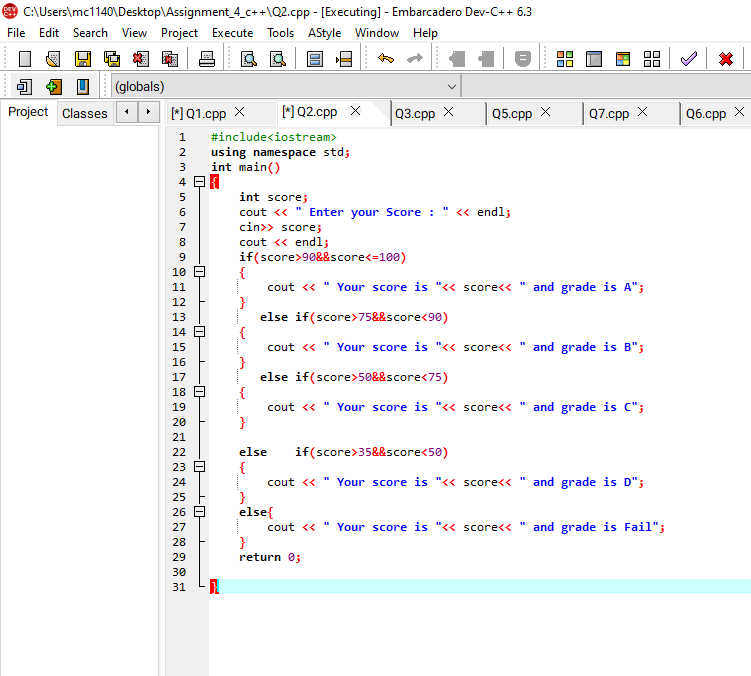 C:\Users\mc1140\Desktop\Assignment_4_c++\Q2.cpp - [Executing] - Embarcadero Dev-C++ 6.3
File Edit Search View Project Execute Tools AStyle Window Help
(globals)
Project Classes [*] Q1.cpp [*] Q2.cpp Q3.cpp Q5.cpp Q7.cpp Q6.cpp
1 #include<iostream>
2 using namespace std;
3 int main()
4 {
5 int score;
6 cout << " Enter your Score : " << endl;
7 cin>> score;
8 cout << endl;
9 if(score>90&&score<=100)
10 {
11 cout << " Your score is "<< score<< " and grade is A";
12 }
13 else if(score>75&&score<90)
14 {
15 cout << " Your score is "<< score<< " and grade is B";
16 }
17 else if(score>50&&score<75)
18 {
19 cout << " Your score is "<< score<< " and grade is C";
20 }
21
22 else    if(score>35&&score<50)
23 {
24 cout << " Your score is "<< score<< " and grade is D";
25 }
26 else{
27 cout << " Your score is "<< score<< " and grade is Fail";
28 }
29 return 0;
30
31 }